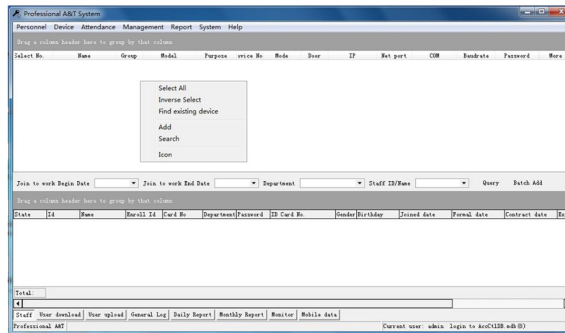 Professional A&T System
Personnel Device Attendance Management Report System Help
Drag a column header here to group by that column
Select No. Name Group Model Purpose svice No Mode Door IP Net port COM Baudrate Password More
Select All
Inverse Select
Find existing device
Add
Search
Icon
Join to work Begin Date Join to work End Date Department Staff ID/Name Query Batch Add
Drag a column header here to group by that column
State Id Name Enroll Id Card No Department Password ID Card No. Gender Birthday Joined date Formal date Contract date
Total:
Staff User download User upload General Log Daily Report Monthly Report Monitor Mobile data
Professional A&T Current user: admin login to AccCtlDB.mdb(B)